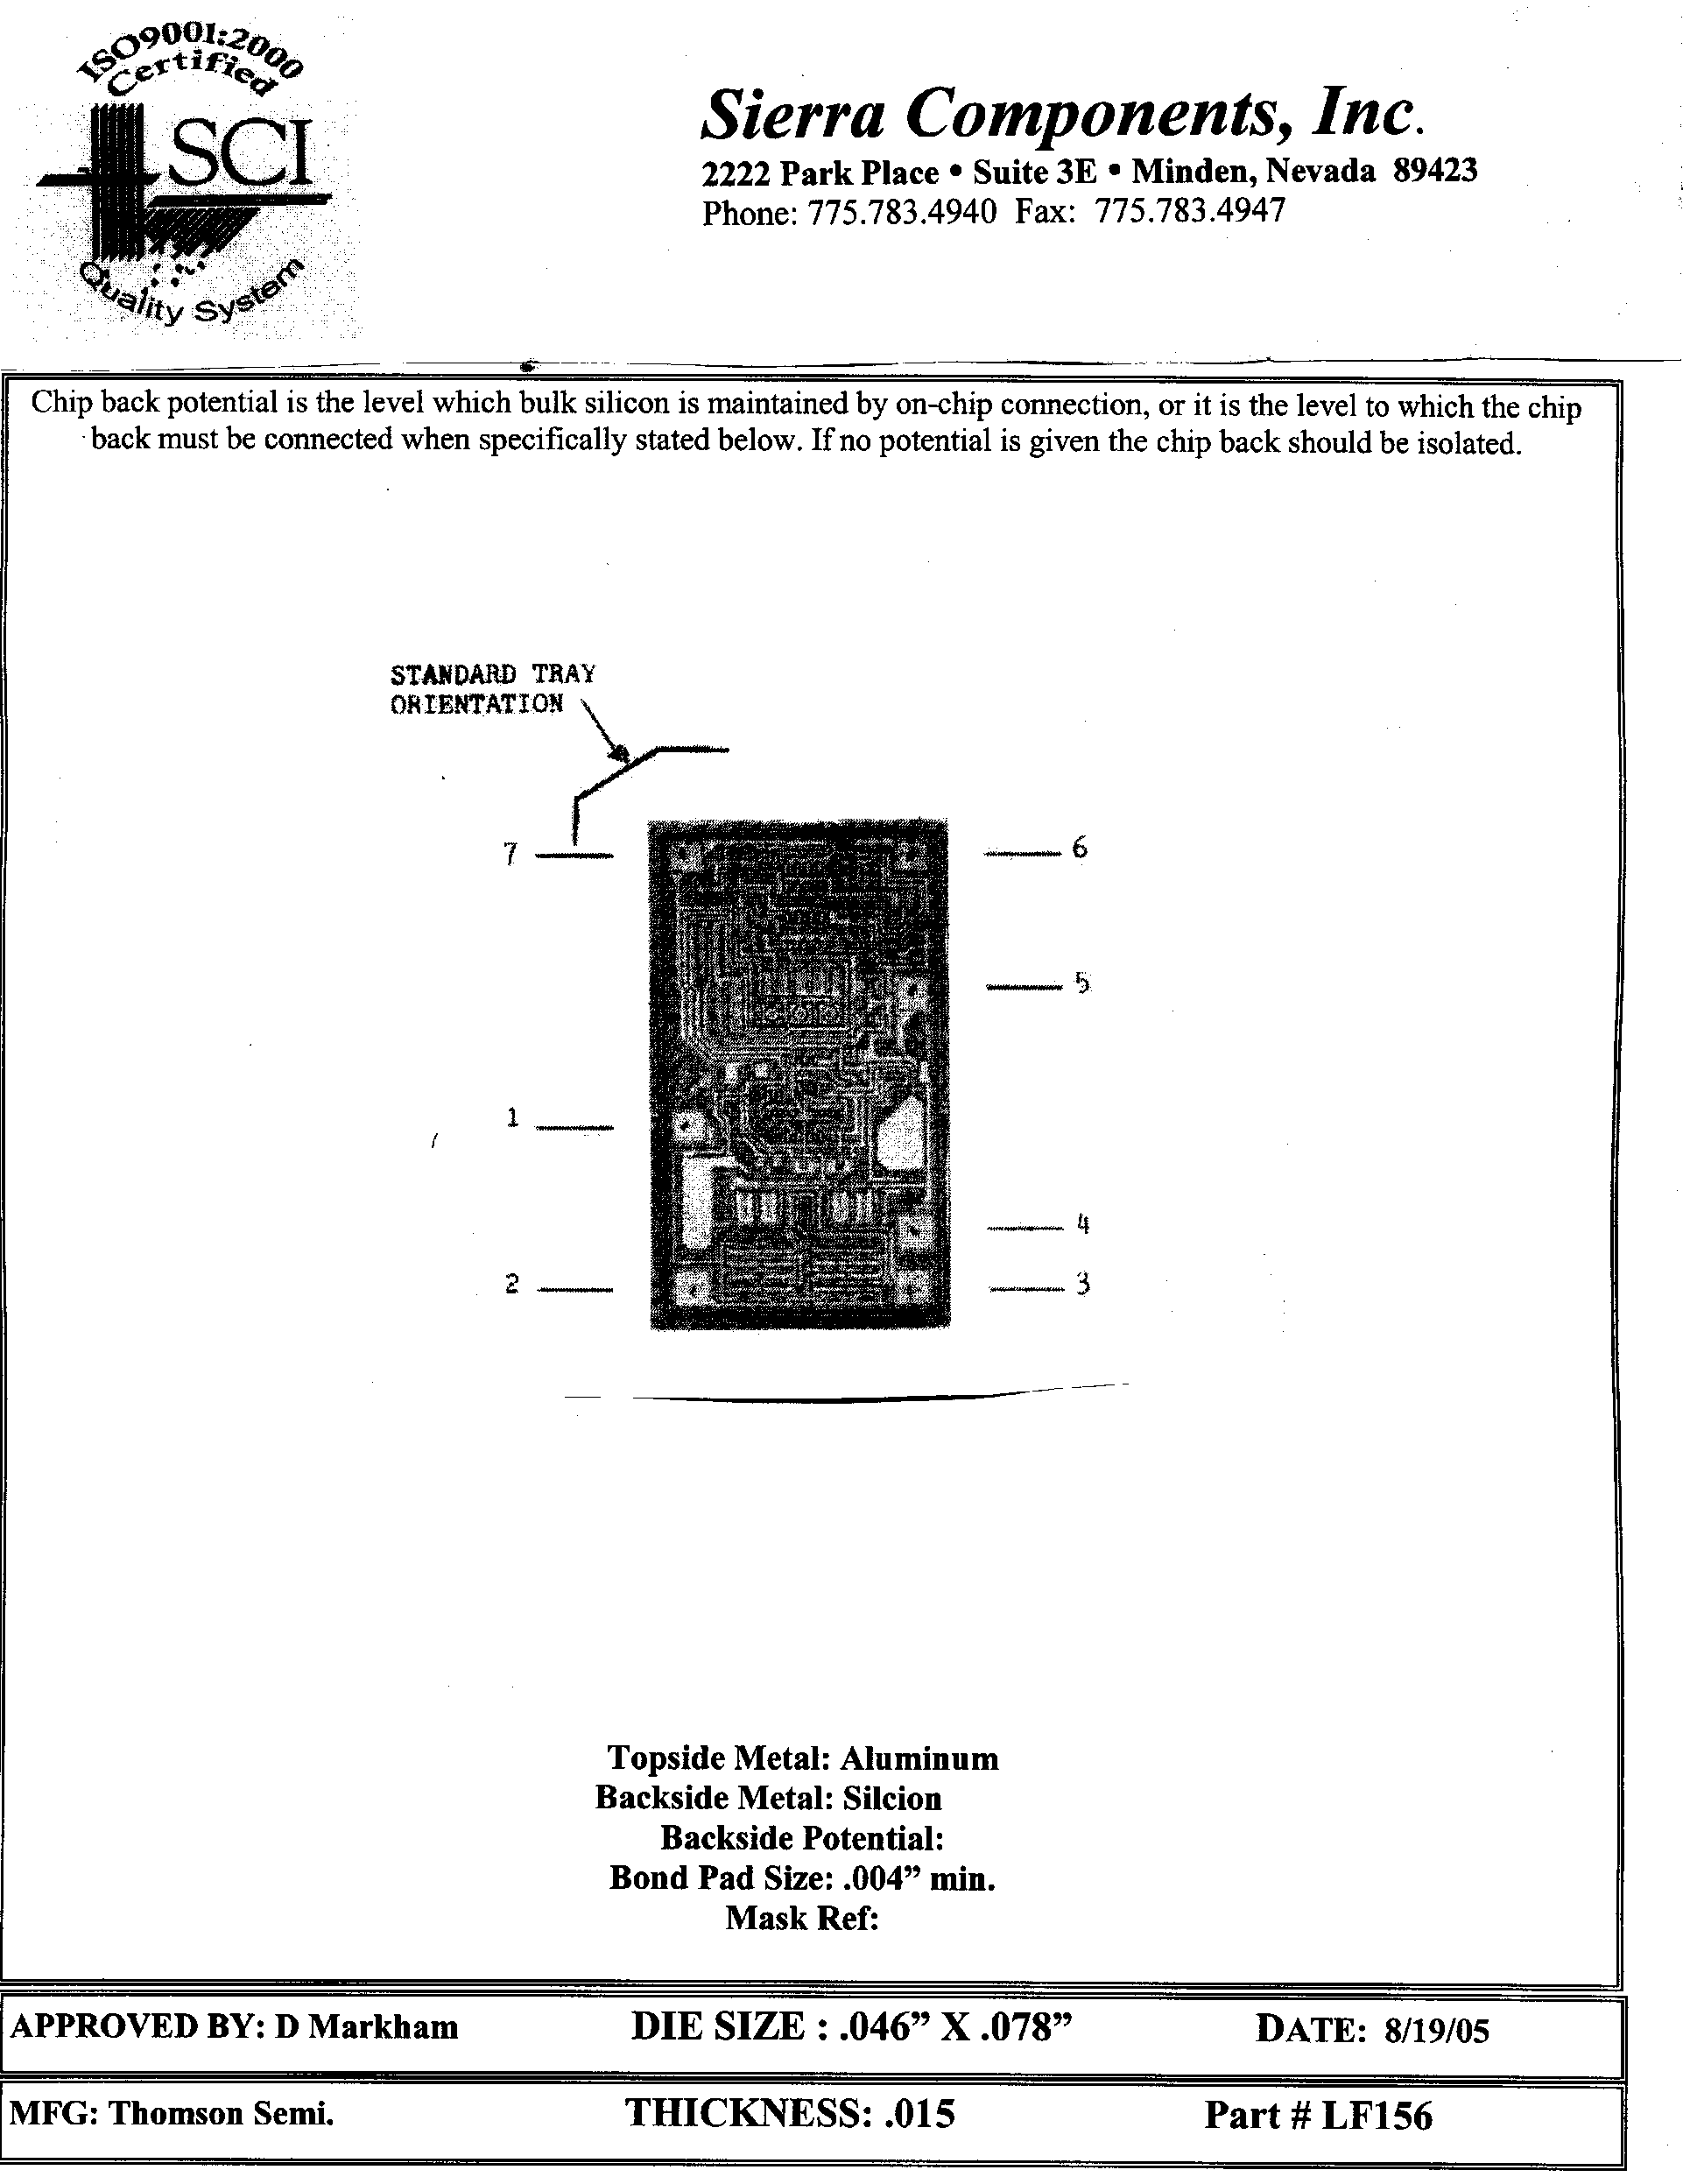 ISO9001:2000
Certified
SCI
Quality System
Sierra Components, Inc.
2222 Park Place • Suite 3E • Minden, Nevada 89423
Phone: 775.783.4940 Fax: 775.783.4947
Chip back potential is the level which bulk silicon is maintained by on-chip connection, or it is the level to which the chip
back must be connected when specifically stated below. If no potential is given the chip back should be isolated.
STANDARD TRAY
ORIENTATION
7
6
5
1
4
2
3
Topside Metal: Aluminum
Backside Metal: Silcion
Backside Potential:
Bond Pad Size: .004” min.
Mask Ref:
APPROVED BY: D Markham DIE SIZE : .046” X .078” DATE: 8/19/05
MFG: Thomson Semi. THICKNESS: .015 Part # LF156